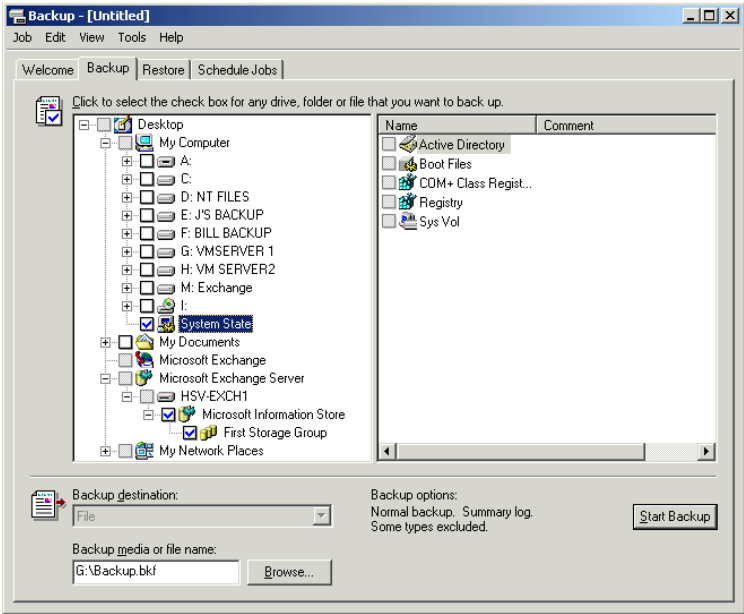 Backup - [Untitled]
Job Edit View Tools Help
Welcome Backup Restore Schedule Jobs
Click to select the check box for any drive, folder or file that you want to back up.
Desktop
My Computer
A:
C:
D: NT FILES
E: J'S BACKUP
F: BILL BACKUP
G: VMSERVER 1
H: VM SERVER2
M: Exchange
I:
System State
My Documents
Microsoft Exchange
Microsoft Exchange Server
HSV-EXCH1
Microsoft Information Store
First Storage Group
My Network Places
Name Comment
Active Directory
Boot Files
COM+ Class Regist...
Registry
Sys Vol
Backup destination:
File
Backup media or file name:
G:\Backup.bkf
Browse...
Backup options:
Normal backup. Summary log.
Some types excluded.
Start Backup